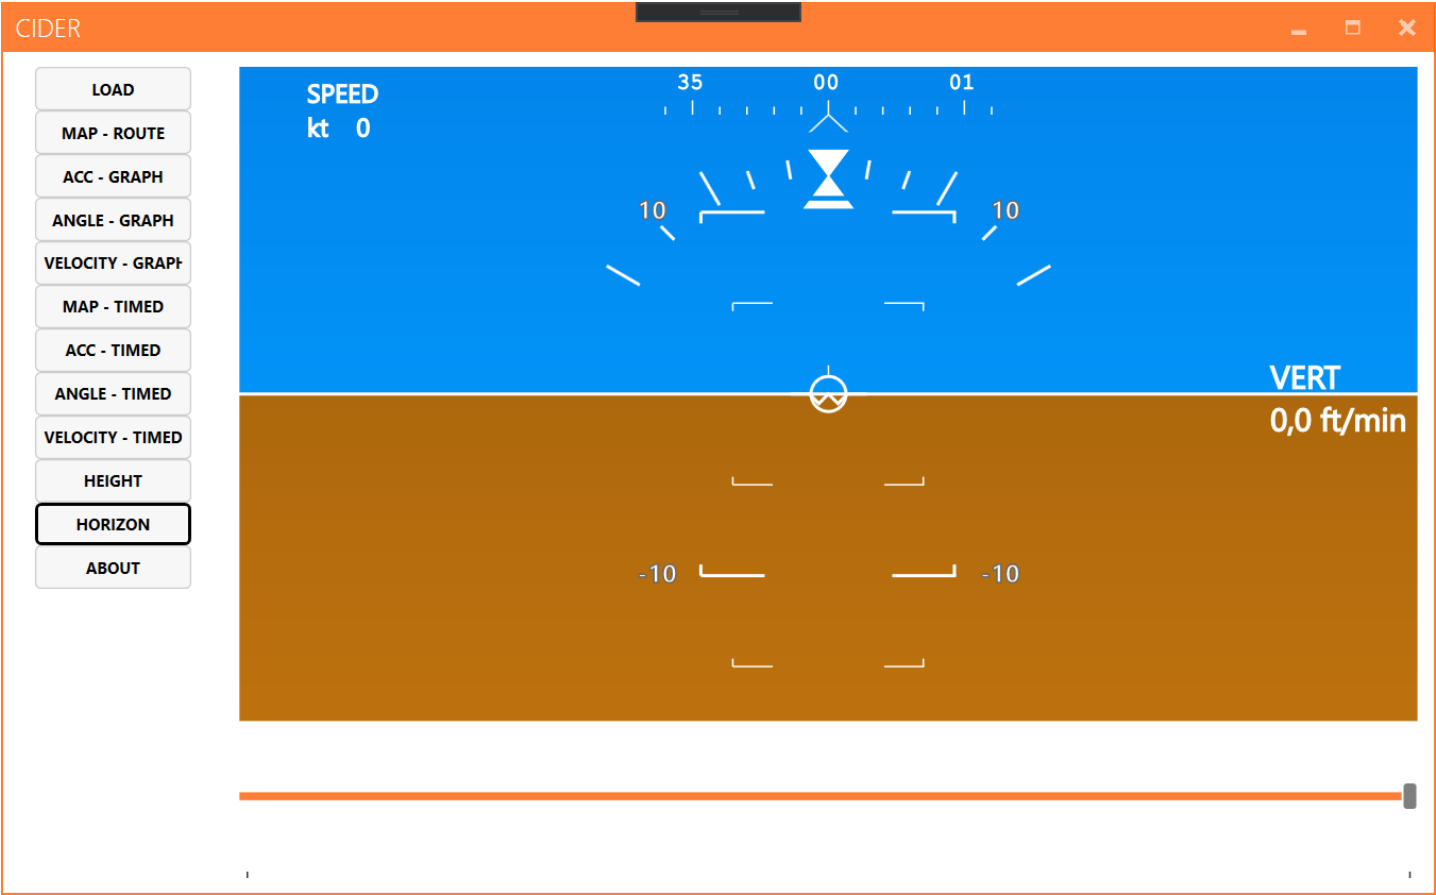 CIDER
LOAD
MAP - ROUTE
ACC - GRAPH
ANGLE - GRAPH
VELOCITY - GRAPH
MAP - TIMED
ACC - TIMED
ANGLE - TIMED
VELOCITY - TIMED
HEIGHT
HORIZON
ABOUT
35 00 01
SPEED
kt 0
10 10
VERT
0,0 ft/min
-10 -10